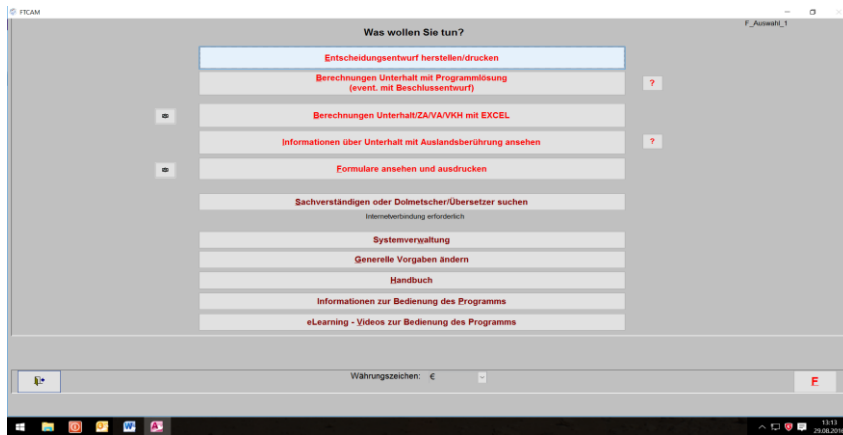 FTCAM
F_Auswahl_1
Was wollen Sie tun?
Entscheidungsentwurf herstellen/drucken
Berechnungen Unterhalt mit Programmlösung
(event. mit Beschlussentwurf)
?
Berechnungen Unterhalt/ZA/VA/VKH mit EXCEL
Informationen über Unterhalt mit Auslandsberührung ansehen
?
Formulare ansehen und ausdrucken
Sachverständigen oder Dolmetscher/Übersetzer suchen
Internetverbindung erforderlich
Systemverwaltung
Generelle Vorgaben ändern
Handbuch
Informationen zur Bedienung des Programms
eLearning - Videos zur Bedienung des Programms
Währungszeichen: €
F
13:13
29.08.2016